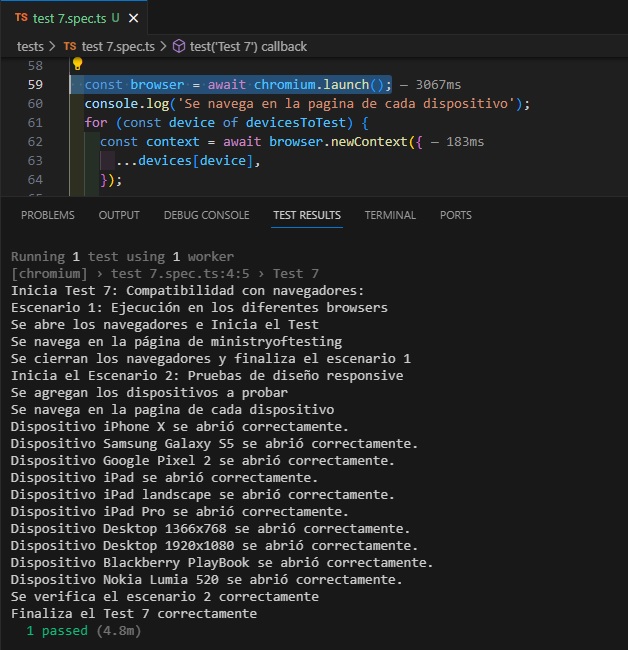 TS test 7.spec.ts U ×
tests > TS test 7.spec.ts > test('Test 7') callback
58
59 const browser = await chromium.launch(); — 3067ms
60 console.log('Se navega en la pagina de cada dispositivo');
61 for (const device of devicesToTest) {
62 const context = await browser.newContext({ — 183ms
63 ...devices[device],
64 });
PROBLEMS OUTPUT DEBUG CONSOLE TEST RESULTS TERMINAL PORTS
Running 1 test using 1 worker
[chromium] › test 7.spec.ts:4:5 › Test 7
Inicia Test 7: Compatibilidad con navegadores:
Escenario 1: Ejecución en los diferentes browsers
Se abre los navegadores e Inicia el Test
Se navega en la página de ministryoftesting
Se cierran los navegadores y finaliza el escenario 1
Inicia el Escenario 2: Pruebas de diseño responsive
Se agregan los dispositivos a probar
Se navega en la pagina de cada dispositivo
Dispositivo iPhone X se abrió correctamente.
Dispositivo Samsung Galaxy S5 se abrió correctamente.
Dispositivo Google Pixel 2 se abrió correctamente.
Dispositivo iPad se abrió correctamente.
Dispositivo iPad landscape se abrió correctamente.
Dispositivo iPad Pro se abrió correctamente.
Dispositivo Desktop 1366x768 se abrió correctamente.
Dispositivo Desktop 1920x1080 se abrió correctamente.
Dispositivo Blackberry PlayBook se abrió correctamente.
Dispositivo Nokia Lumia 520 se abrió correctamente.
Se verifica el escenario 2 correctamente
Finaliza el Test 7 correctamente
1 passed (4.8m)